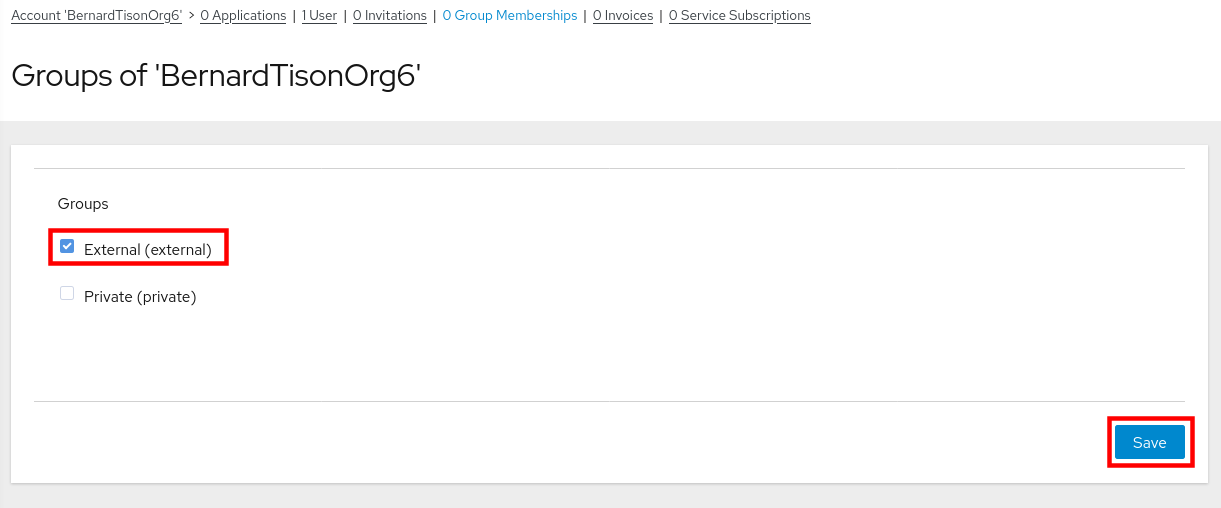 Account 'BernardTisonOrg6' > 0 Applications | 1 User | 0 Invitations | 0 Group Memberships | 0 Invoices | 0 Service Subscriptions
Groups of 'BernardTisonOrg6'
Groups
External (external)
Private (private)
Save